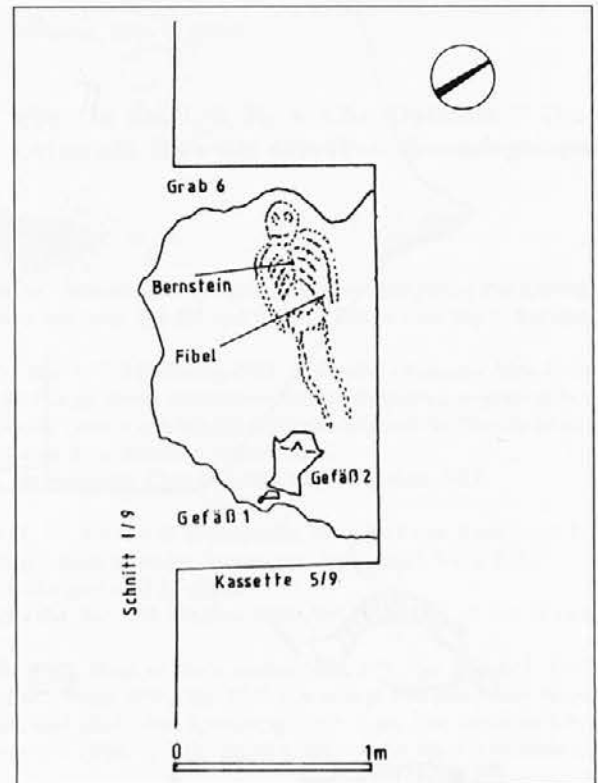 Grab 6
Bernstein
Fibel
Gefäß 2
Gefäß 1
Schnitt 1/9
Kassette 5/9
0 1m